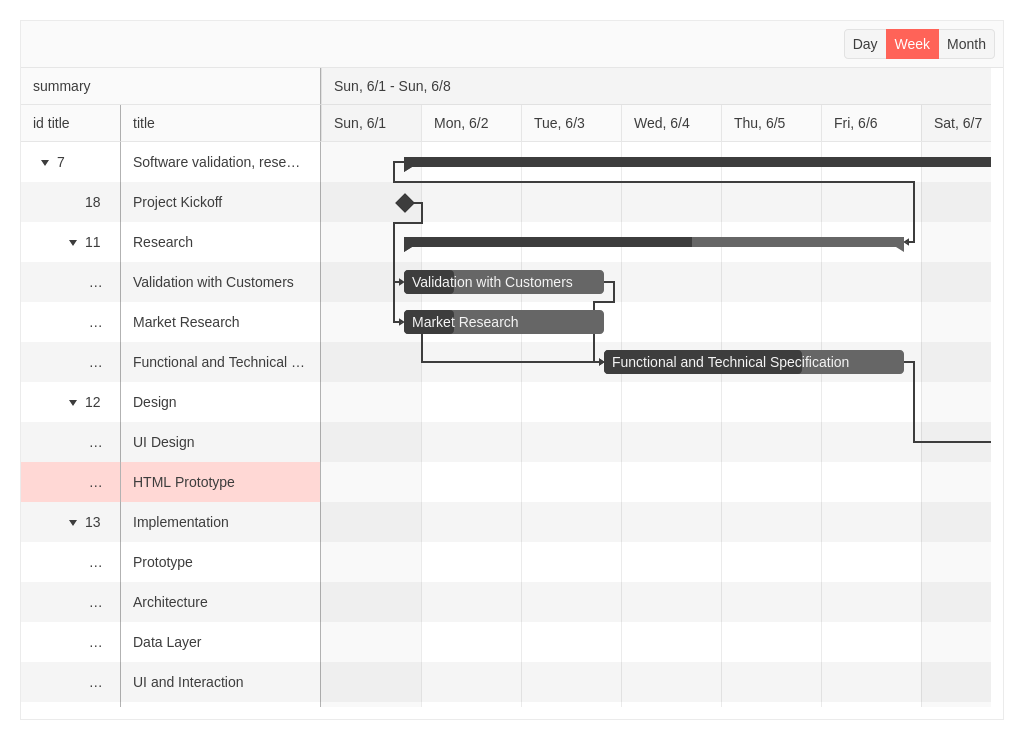 Day Week Month
summary Sun, 6/1 - Sun, 6/8
id title title Sun, 6/1 Mon, 6/2 Tue, 6/3 Wed, 6/4 Thu, 6/5 Fri, 6/6 Sat, 6/7
7 Software validation, rese…
18 Project Kickoff
11 Research
… Validation with Customers Validation with Customers
… Market Research Market Research
… Functional and Technical … Functional and Technical Specification
12 Design
… UI Design
… HTML Prototype
13 Implementation
… Prototype
… Architecture
… Data Layer
… UI and Interaction